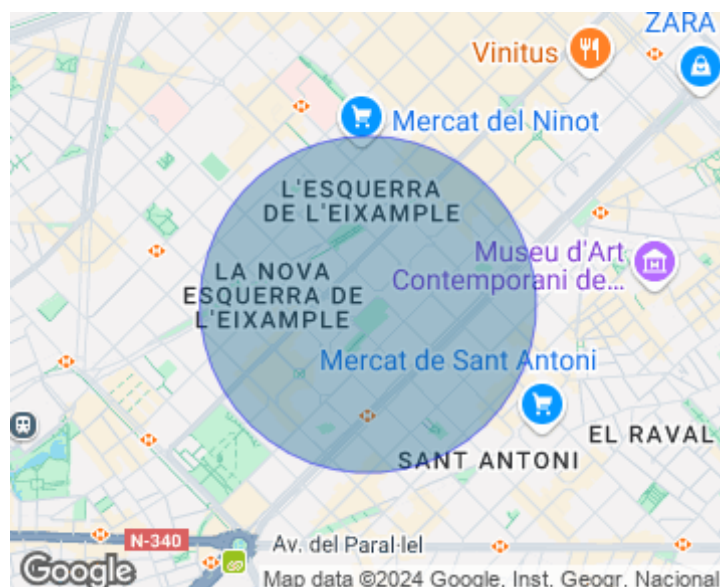 ZARA
Vinitus
Mercat del Ninot
L'ESQUERRA
DE L'EIXAMPLE
Museu d'Art
Contemporani de...
LA NOVA
ESQUERRA DE
L'EIXAMPLE
Mercat de Sant Antoni
EL RAVAL
SANT ANTONI
N-340
Av. del Paral·lel
Google
Map data ©2024 Google, Inst. Geogr. Nacional